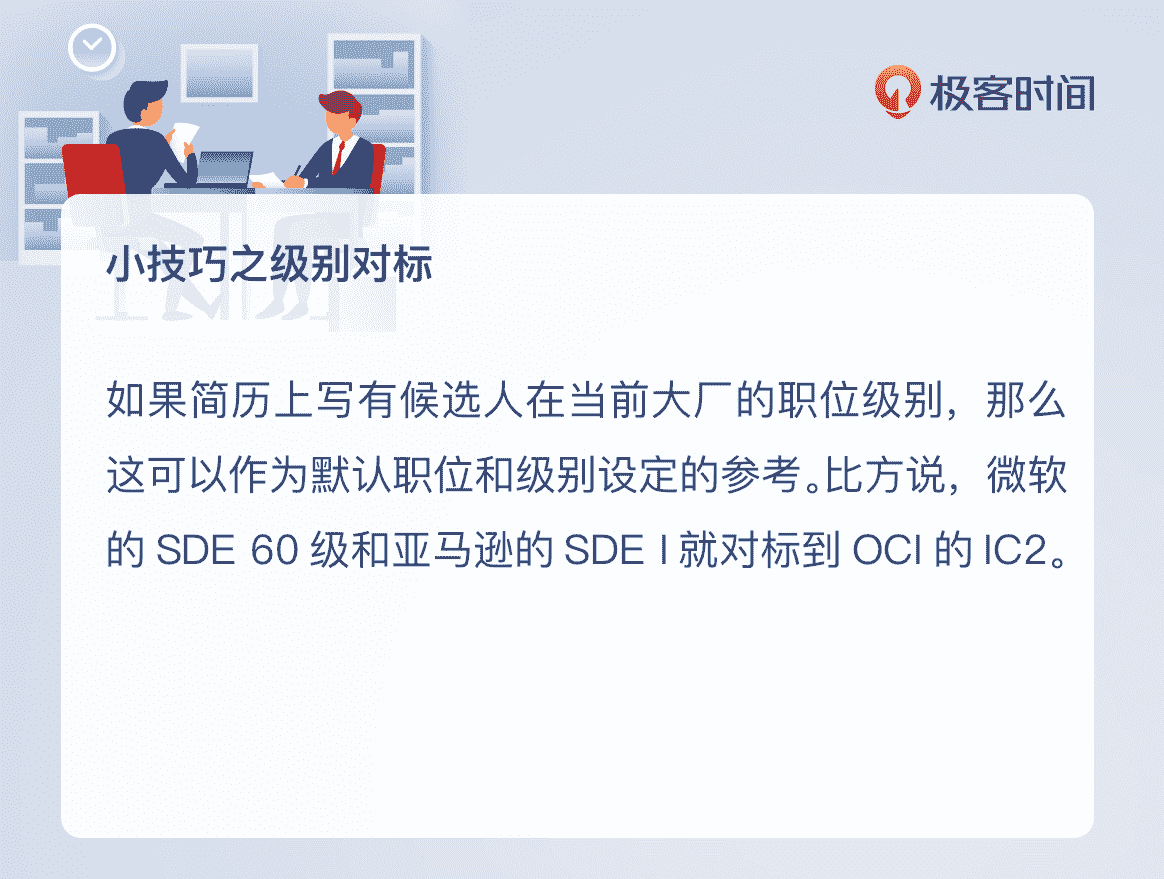 极客时间
小技巧之级别对标
如果简历上写有候选人在当前大厂的职位级别，那么
这可以作为默认职位和级别设定的参考。比方说，微软
的 SDE 60 级和亚马逊的 SDE I 就对标到 OCI 的 IC2。